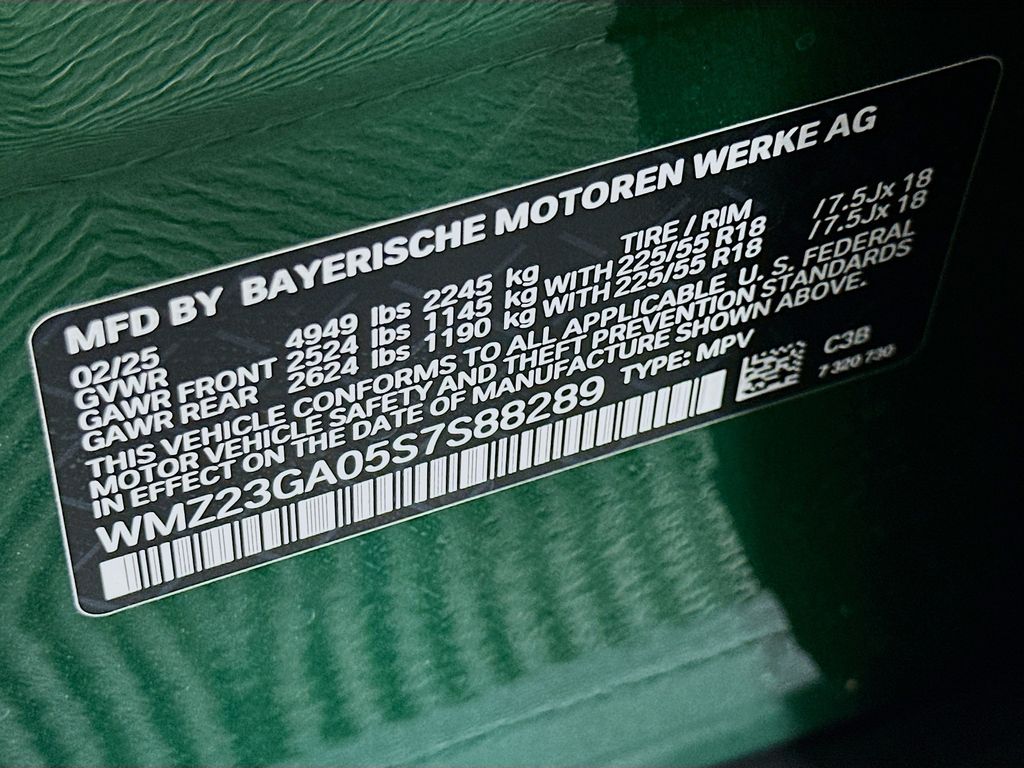 MFD BY BAYERISCHE MOTOREN WERKE AG
02/25 TIRE / RIM
GVWR 4949 lbs 2245 kg
GAWR FRONT 2524 lbs 1145 kg WITH 225/55 R18 /7.5Jx 18
GAWR REAR 2624 lbs 1190 kg WITH 225/55 R18 /7.5Jx 18
THIS VEHICLE CONFORMS TO ALL APPLICABLE U.S. FEDERAL
MOTOR VEHICLE SAFETY AND THEFT PREVENTION STANDARDS
IN EFFECT ON THE DATE OF MANUFACTURE SHOWN ABOVE.
WMZ23GA05S7S88289 TYPE: MPV
C3B
7 320 730